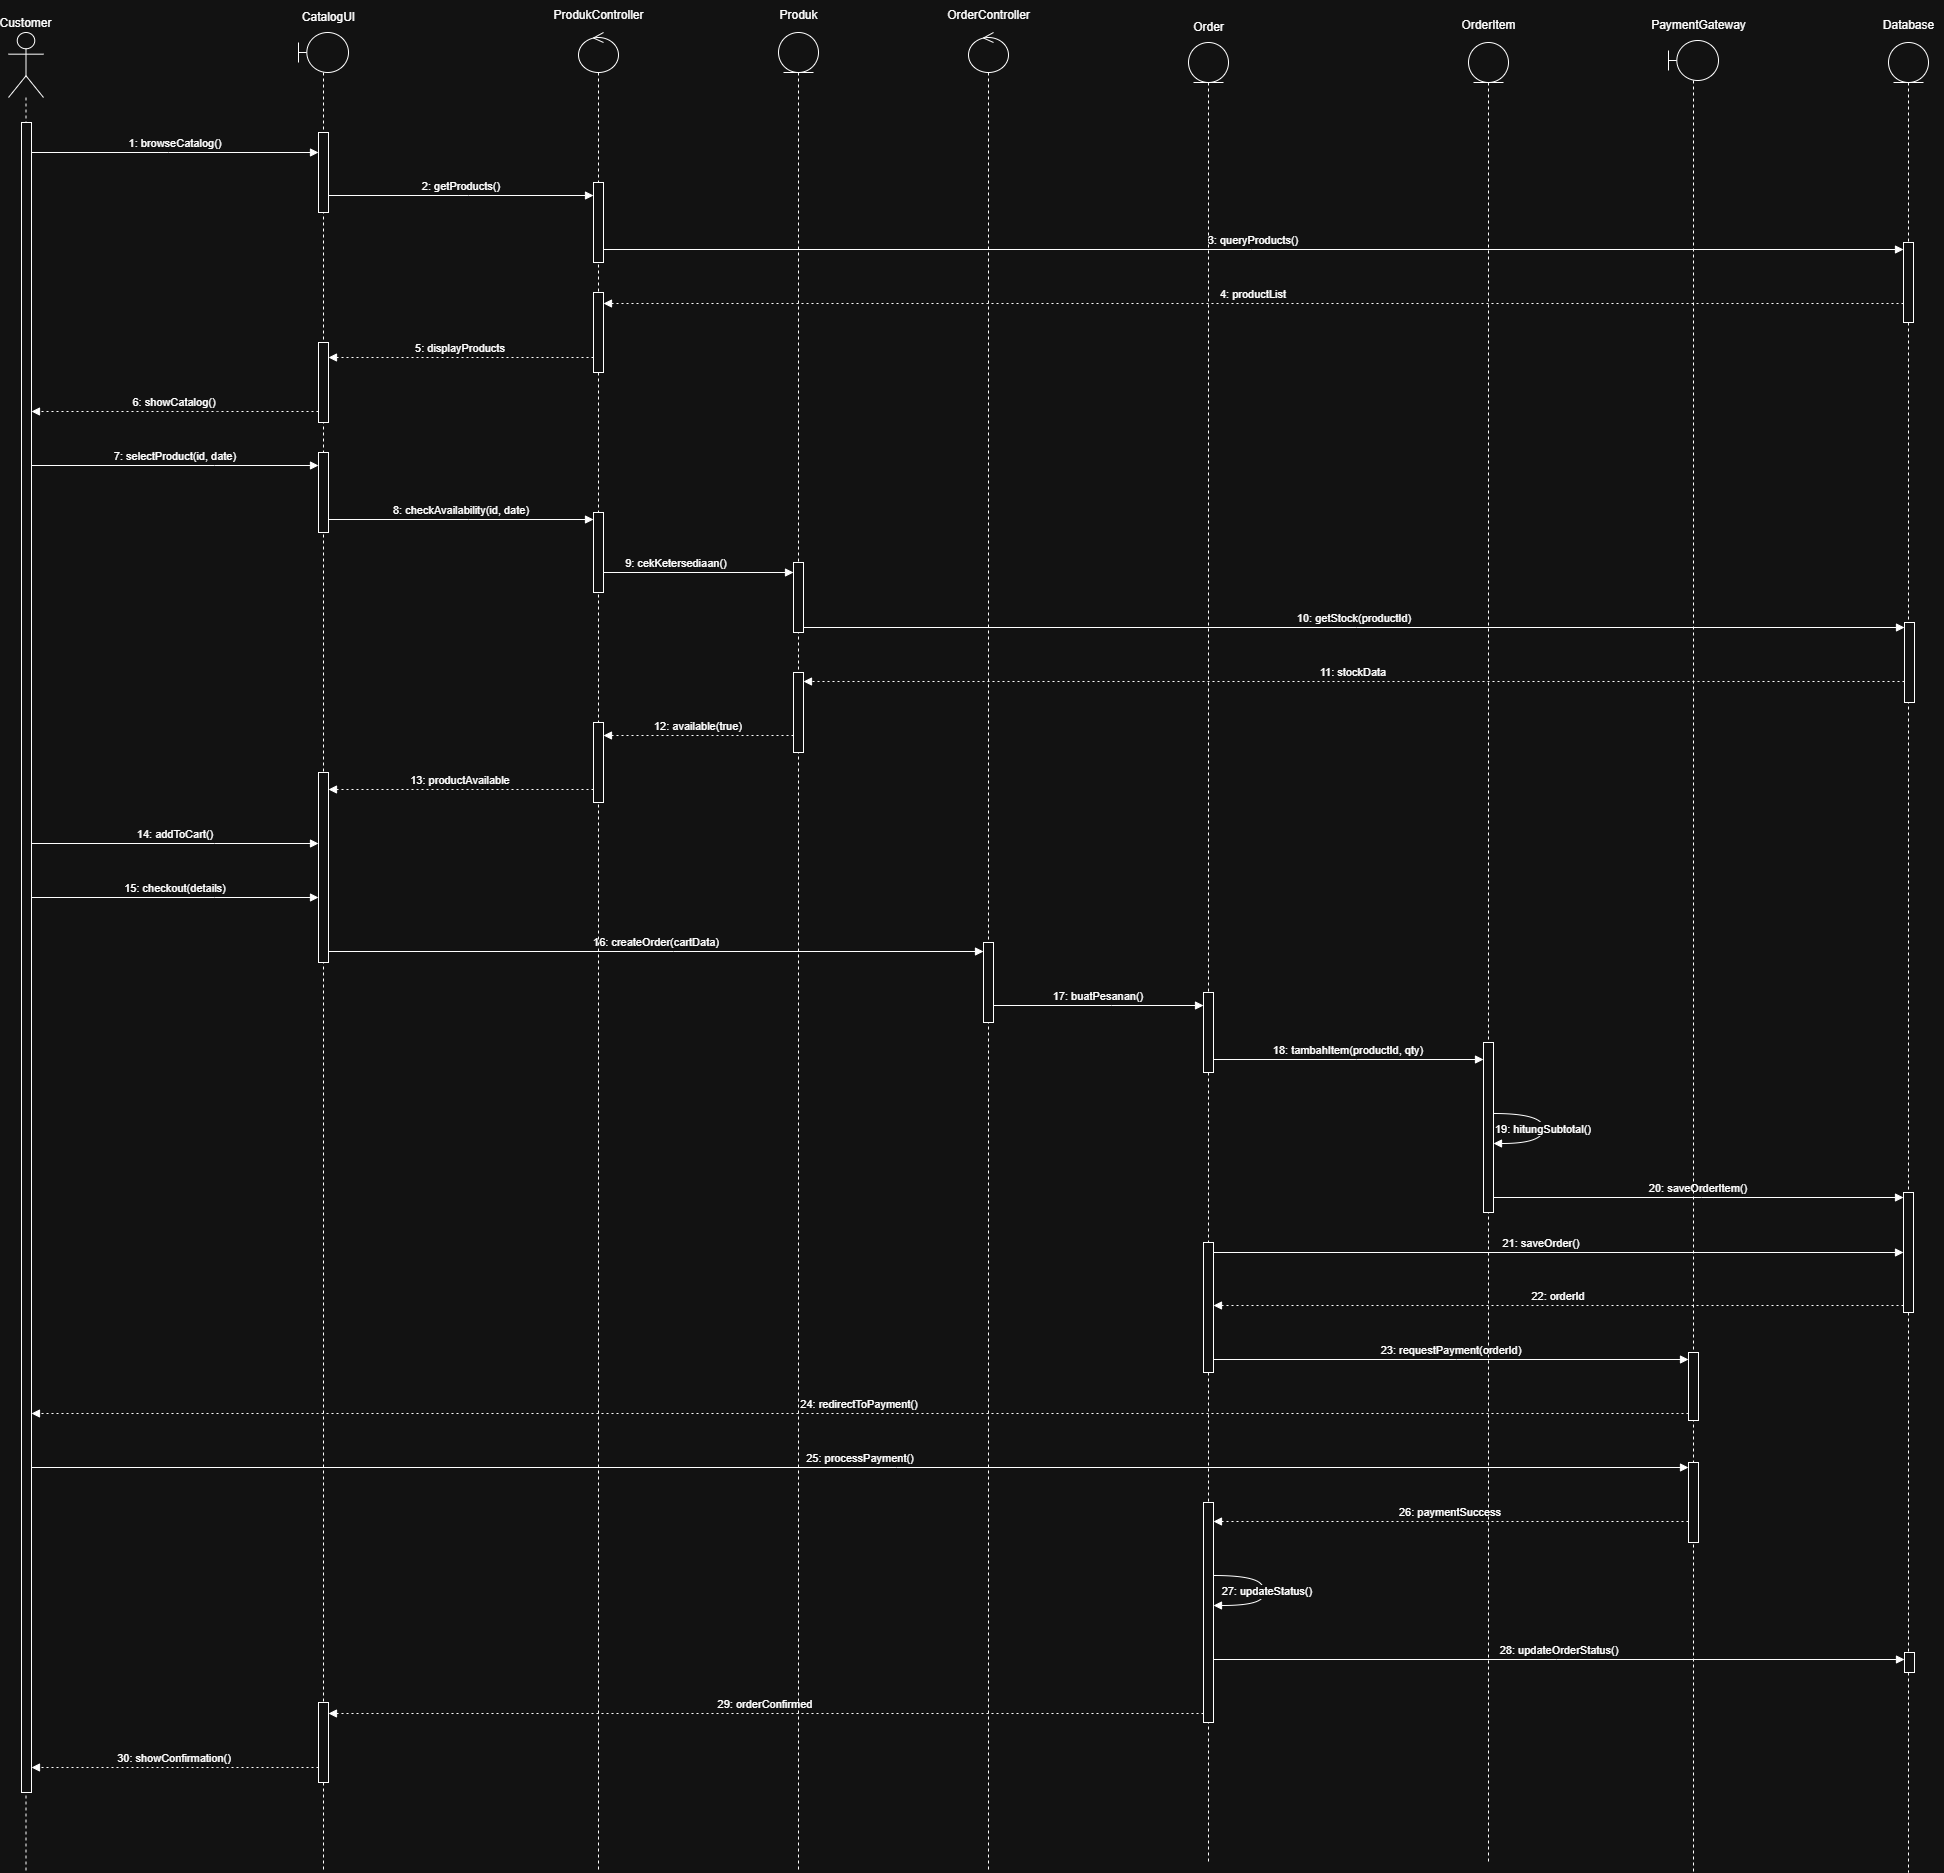 Customer
CatalogUI
ProdukController
Produk
OrderController
Order
OrderItem
PaymentGateway
Database
1: browseCatalog()
2: getProducts()
3: queryProducts()
4: productList
5: displayProducts
6: showCatalog()
7: selectProduct(id, date)
8: checkAvailability(id, date)
9: cekKetersediaan()
10: getStock(productId)
11: stockData
12: available(true)
13: productAvailable
14: addToCart()
15: checkout(details)
16: createOrder(cartData)
17: buatPesanan()
18: tambahItem(productId, qty)
19: hitungSubtotal()
20: saveOrderItem()
21: saveOrder()
22: orderId
23: requestPayment(orderId)
24: redirectToPayment()
25: processPayment()
26: paymentSuccess
27: updateStatus()
28: updateOrderStatus()
29: orderConfirmed
30: showConfirmation()